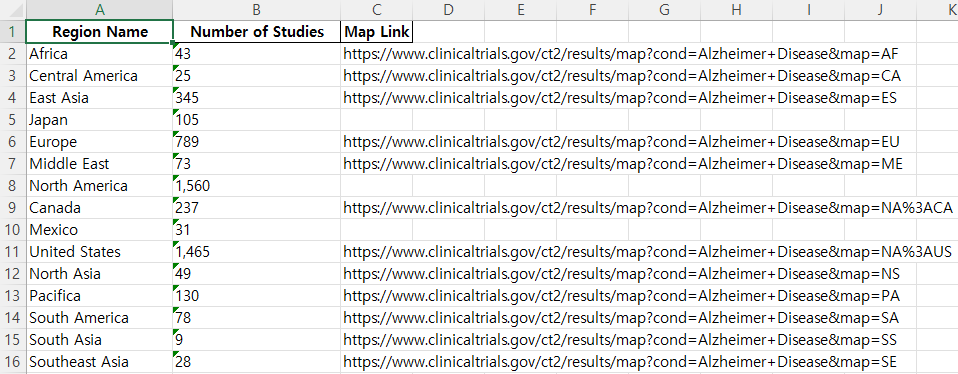 A B C D E F G H I J K
1 Region Name Number of Studies Map Link
2 Africa 43 https://www.clinicaltrials.gov/ct2/results/map?cond=Alzheimer+Disease&map=AF
3 Central America 25 https://www.clinicaltrials.gov/ct2/results/map?cond=Alzheimer+Disease&map=CA
4 East Asia 345 https://www.clinicaltrials.gov/ct2/results/map?cond=Alzheimer+Disease&map=ES
5 Japan 105
6 Europe 789 https://www.clinicaltrials.gov/ct2/results/map?cond=Alzheimer+Disease&map=EU
7 Middle East 73 https://www.clinicaltrials.gov/ct2/results/map?cond=Alzheimer+Disease&map=ME
8 North America 1,560
9 Canada 237 https://www.clinicaltrials.gov/ct2/results/map?cond=Alzheimer+Disease&map=NA%3ACA
10 Mexico 31
11 United States 1,465 https://www.clinicaltrials.gov/ct2/results/map?cond=Alzheimer+Disease&map=NA%3AUS
12 North Asia 49 https://www.clinicaltrials.gov/ct2/results/map?cond=Alzheimer+Disease&map=NS
13 Pacifica 130 https://www.clinicaltrials.gov/ct2/results/map?cond=Alzheimer+Disease&map=PA
14 South America 78 https://www.clinicaltrials.gov/ct2/results/map?cond=Alzheimer+Disease&map=SA
15 South Asia 9 https://www.clinicaltrials.gov/ct2/results/map?cond=Alzheimer+Disease&map=SS
16 Southeast Asia 28 https://www.clinicaltrials.gov/ct2/results/map?cond=Alzheimer+Disease&map=SE